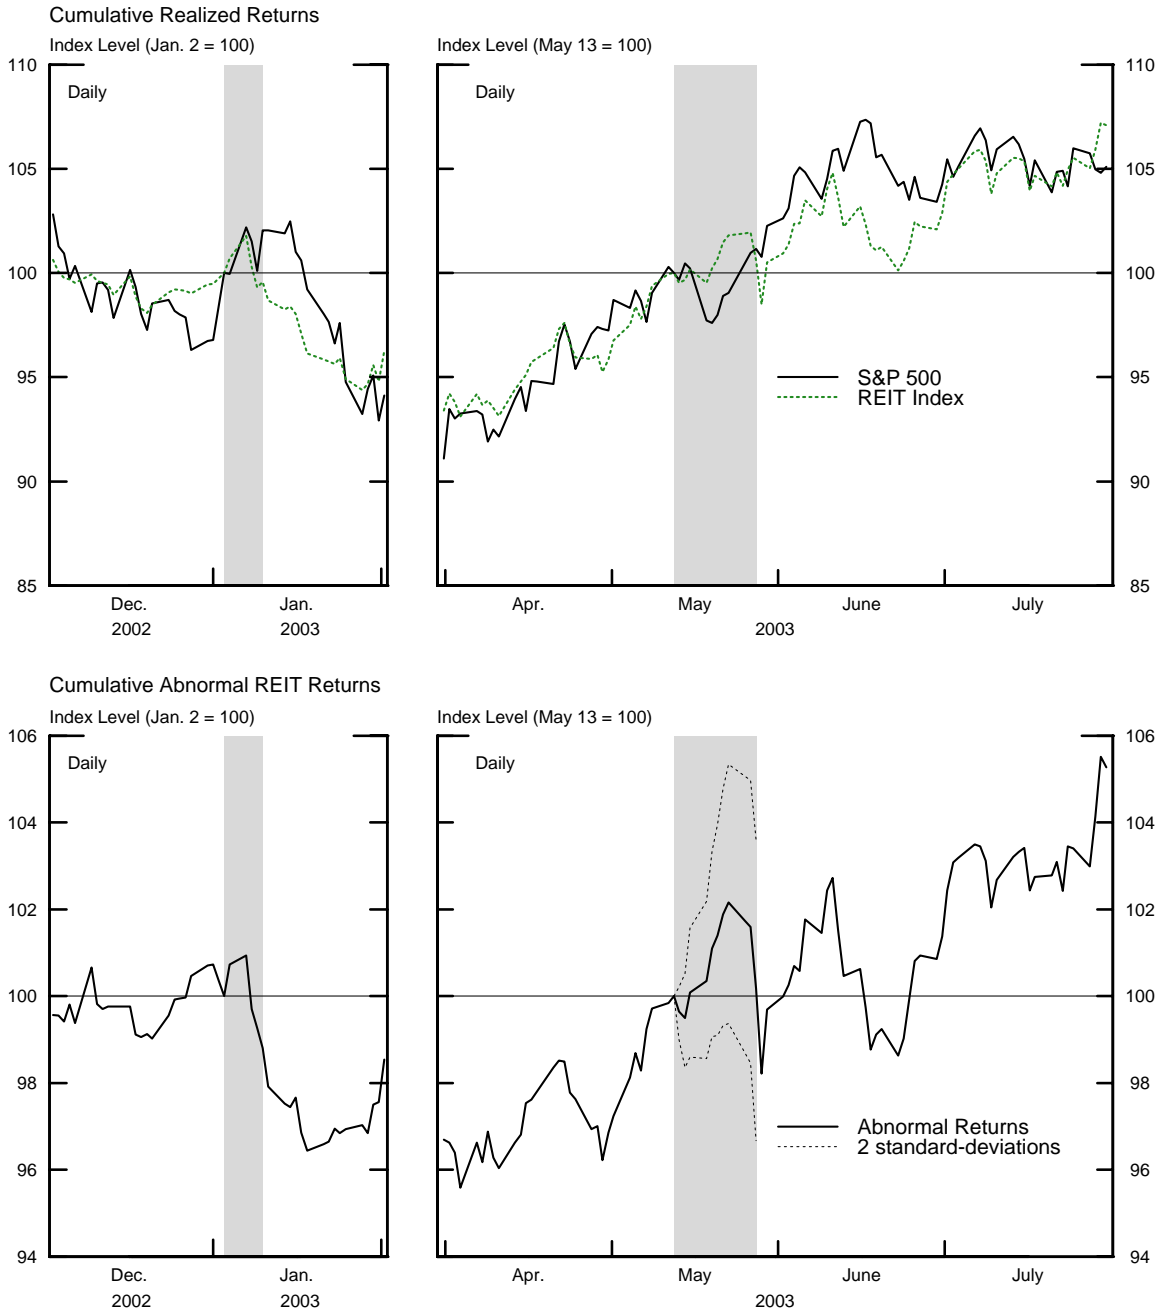 Cumulative Realized Returns
Index Level (Jan. 2 = 100)
Index Level (May 13 = 100)
110
110
Daily
Daily
105
105
100
100
95
95
S&P 500
REIT Index
90
90
85
85
Dec.
Jan.
Apr.
May
June
July
2002
2003
2003
Cumulative Abnormal REIT Returns
Index Level (Jan. 2 = 100)
Index Level (May 13 = 100)
106
106
Daily
Daily
104
104
102
102
100
100
98
98
Abnormal Returns
2 standard-deviations
96
96
94
94
Dec.
Jan.
Apr.
May
June
July
2002
2003
2003